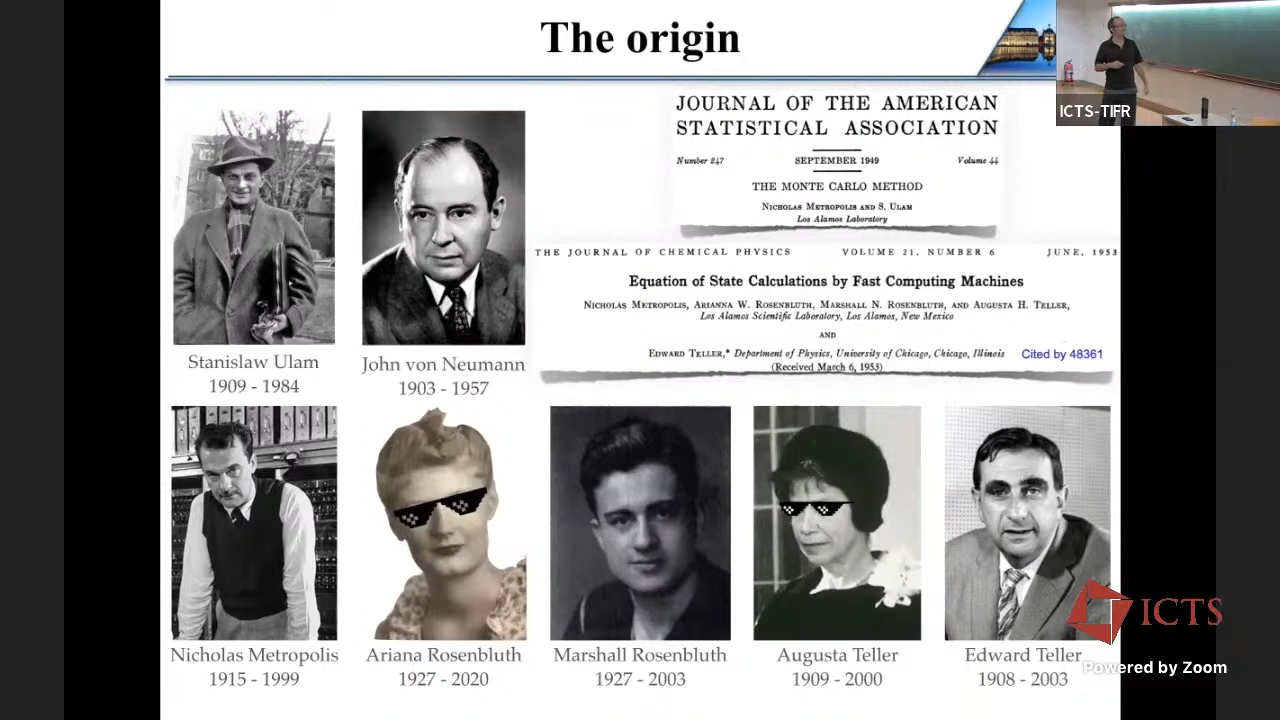 The origin
ICTS-TIFR
JOURNAL OF THE AMERICAN
STATISTICAL ASSOCIATION
Number 247 SEPTEMBER 1949 Volume 44
THE MONTE CARLO METHOD
NICHOLAS METROPOLIS AND S. ULAM
Los Alamos Laboratory
THE JOURNAL OF CHEMICAL PHYSICS VOLUME 21, NUMBER 6 JUNE, 1953
Equation of State Calculations by Fast Computing Machines
NICHOLAS METROPOLIS, ARIANNA W. ROSENBLUTH, MARSHALL N. ROSENBLUTH, AND AUGUSTA H. TELLER,
Los Alamos Scientific Laboratory, Los Alamos, New Mexico
AND
EDWARD TELLER,* Department of Physics, University of Chicago, Chicago, Illinois
(Received March 6, 1953)
Cited by 48361
Stanislaw Ulam
1909 - 1984
John von Neumann
1903 - 1957
Nicholas Metropolis
1915 - 1999
Ariana Rosenbluth
1927 - 2020
Marshall Rosenbluth
1927 - 2003
Augusta Teller
1909 - 2000
Edward Teller
1908 - 2003
ICTS
Powered by Zoom